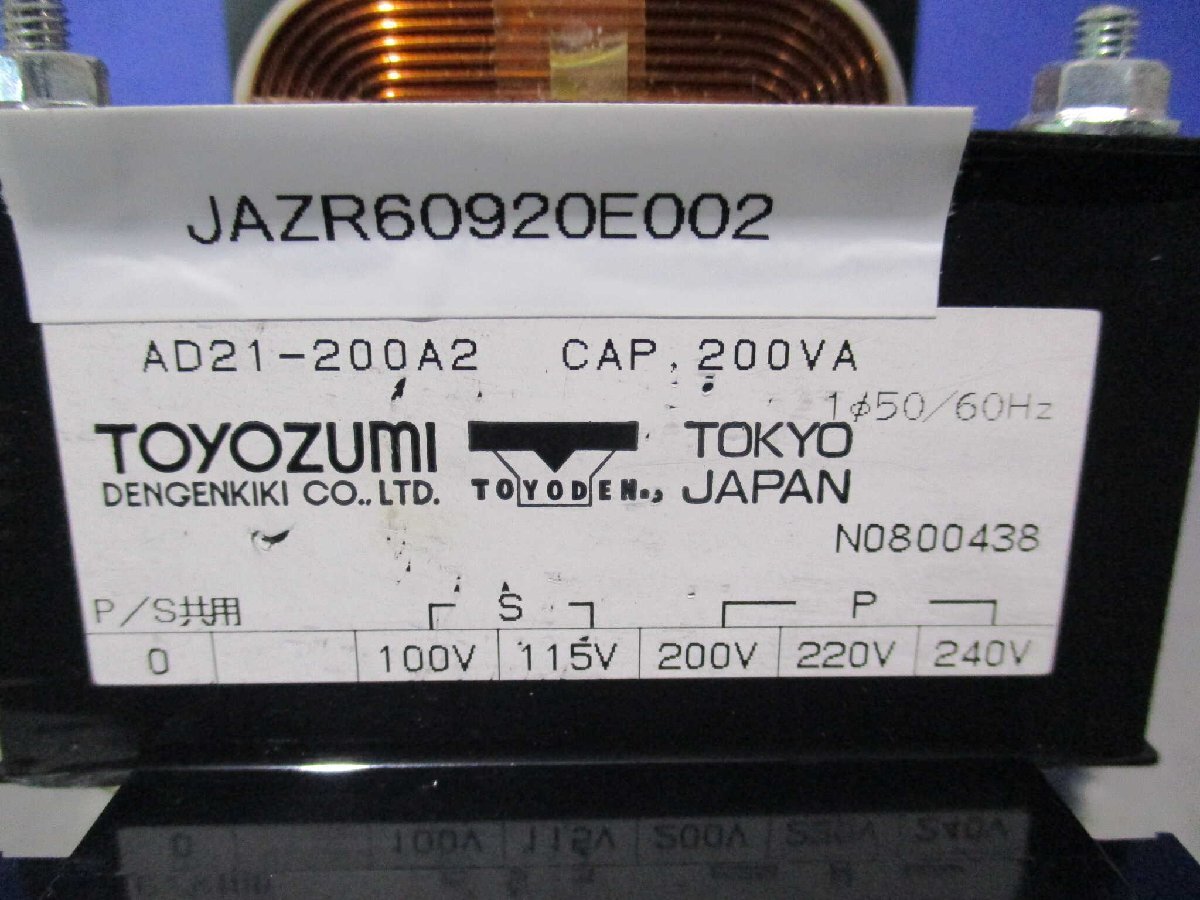 JAZR60920E002
AD21-200A2 CAP. 200VA
1φ50/60Hz
TOYOZUMI TOKYO
DENGENKIKI CO., LTD. TOYODEN., JAPAN
N0800438
P/S共用 S P
0 100V 115V 200V 220V 240V